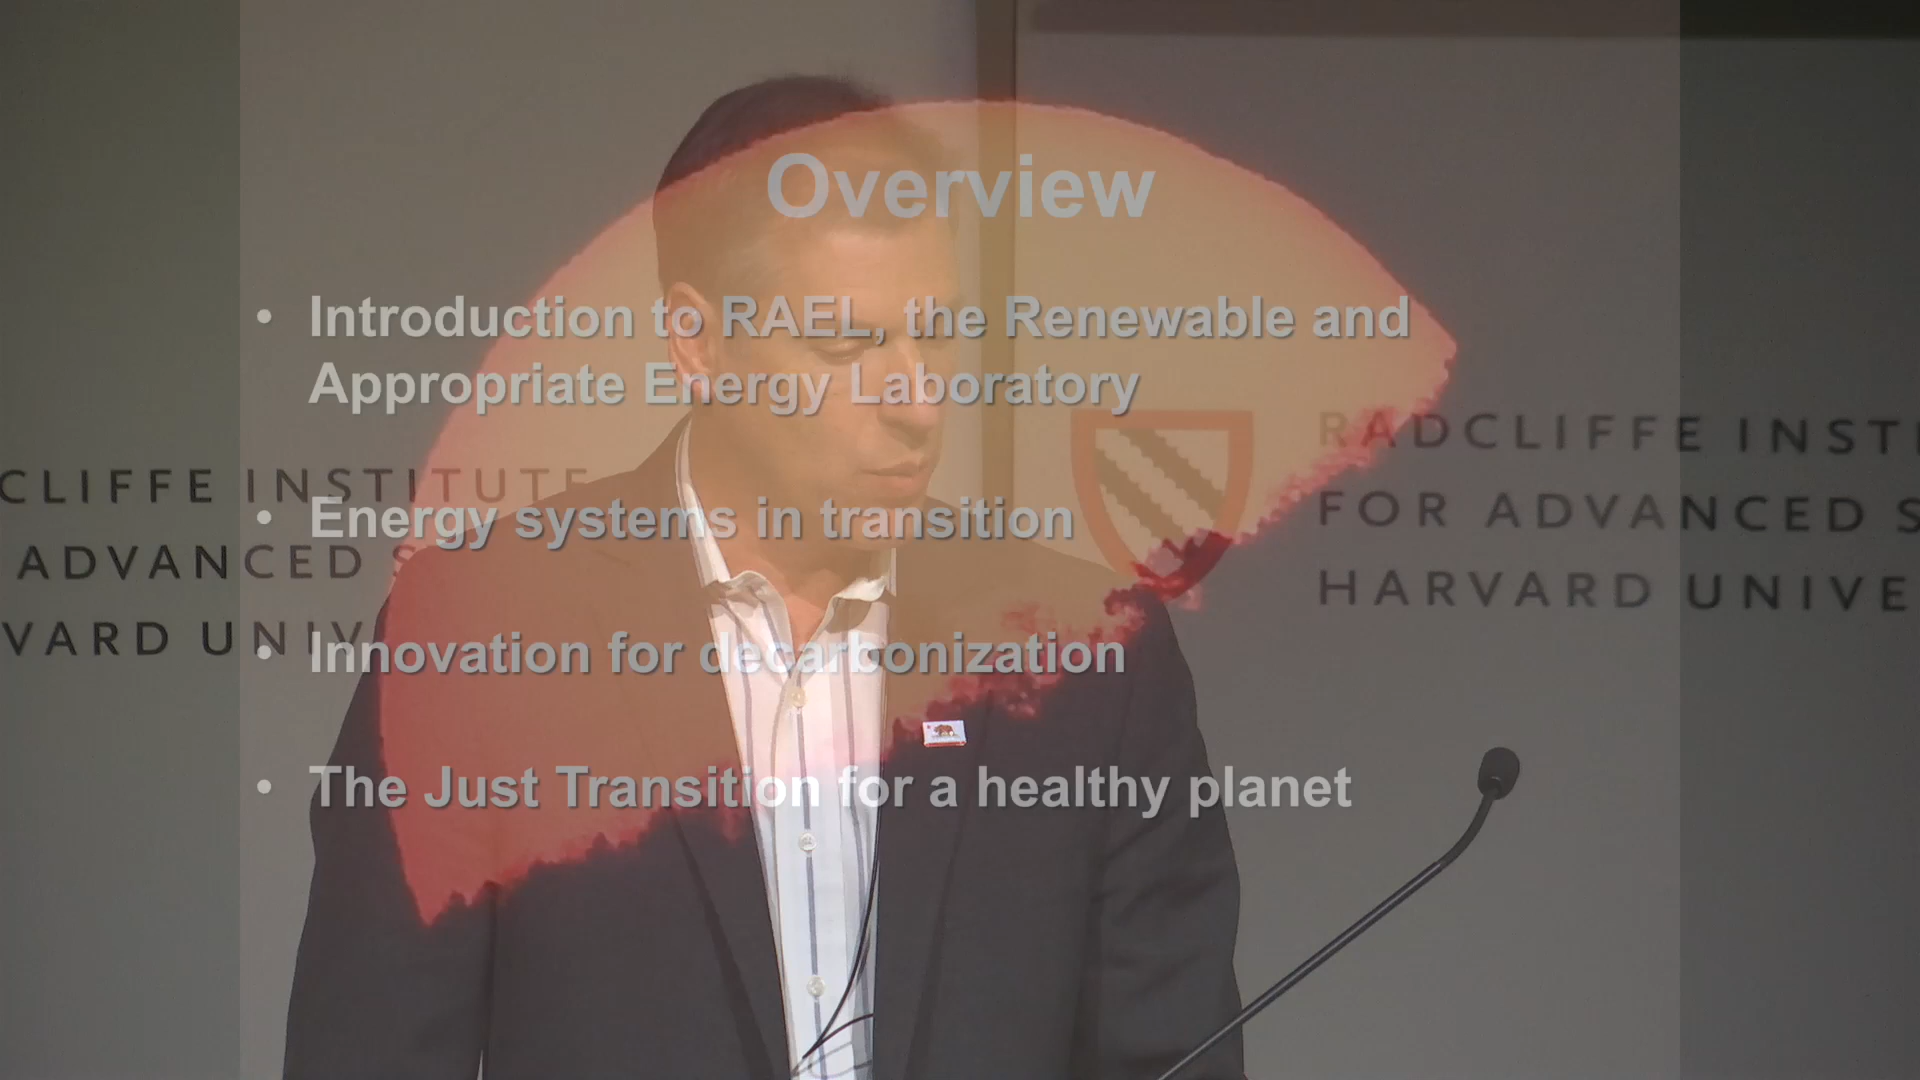 Overview
• Introduction to RAEL, the Renewable and
Appropriate Energy Laboratory
• Energy systems in transition
• Innovation for decarbonization
• The Just Transition for a healthy planet
CLIFFE INSTITUTE
ADVANCED S
VARD UNIV
RADCLIFFE INST
FOR ADVANCED S
HARVARD UNIVE